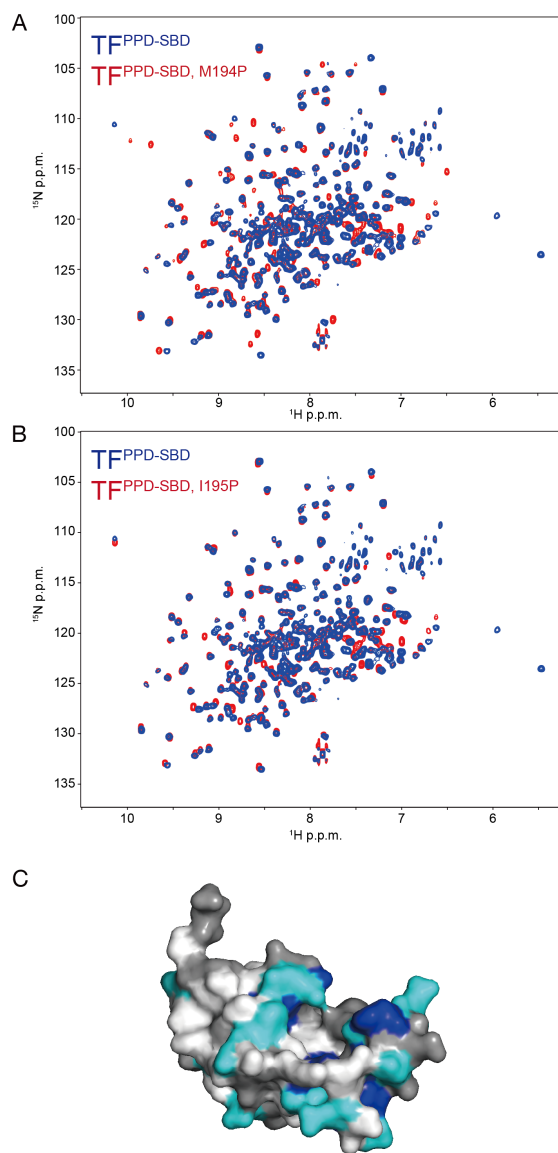 A
TFPPD-SBD
TFPPD-SBD, M194P
100
105
110
115
120
125
130
135
15N p.p.m.
10
9
8
7
6
1H p.p.m.
B
TFPPD-SBD
TFPPD-SBD, I195P
100
105
110
115
120
125
130
135
15N p.p.m.
10
9
8
7
6
1H p.p.m.
C